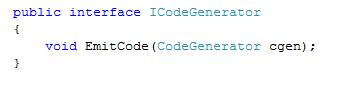 public interface ICodeGenerator
{
    void EmitCode(CodeGenerator cgen);
}